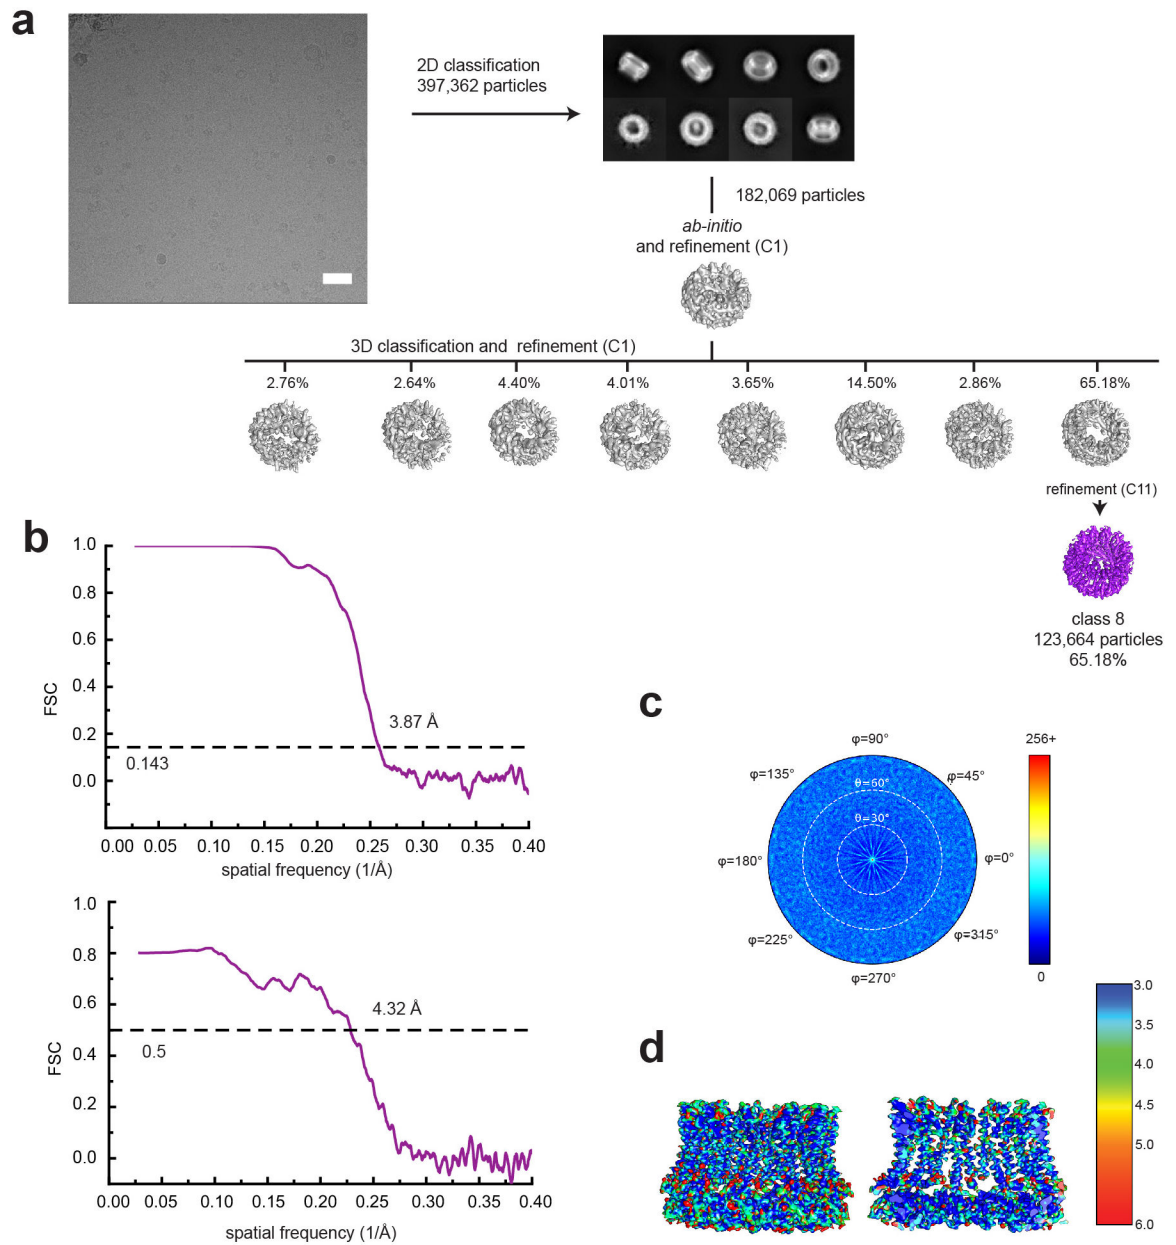 a
2D classification
397,362 particles
182,069 particles
ab-initio
and refinement (C1)
3D classification and refinement (C1)
2.76%
2.64%
4.40%
4.01%
3.65%
14.50%
2.86%
65.18%
refinement (C11)
class 8
123,664 particles
65.18%
b
1.0
0.8
0.6
0.4
0.2
0.0
FSC
3.87 Å
0.143
0.00
0.05
0.10
0.15
0.20
0.25
0.30
0.35
0.40
spatial frequency (1/Å)
1.0
0.8
0.6
0.4
0.2
0.0
FSC
4.32 Å
0.5
0.05
0.10
0.15
0.20
0.25
0.30
0.35
0.40
spatial frequency (1/Å)
c
φ=90°
φ=135°
φ=45°
θ=60°
θ=30°
φ=180°
φ=0°
φ=225°
φ=315°
φ=270°
256+
0
d
3.0
3.5
4.0
4.5
5.0
6.0